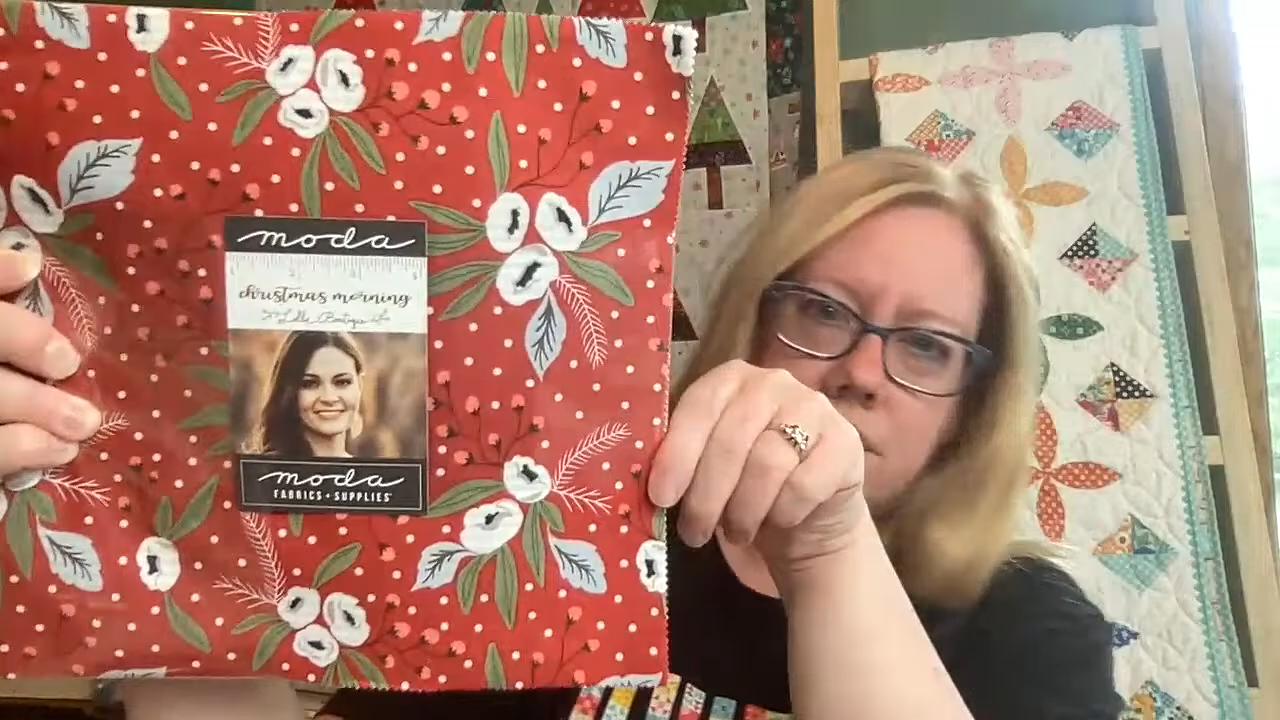 moda
christmas morning
Lella Boutique
moda
FABRICS + SUPPLIES